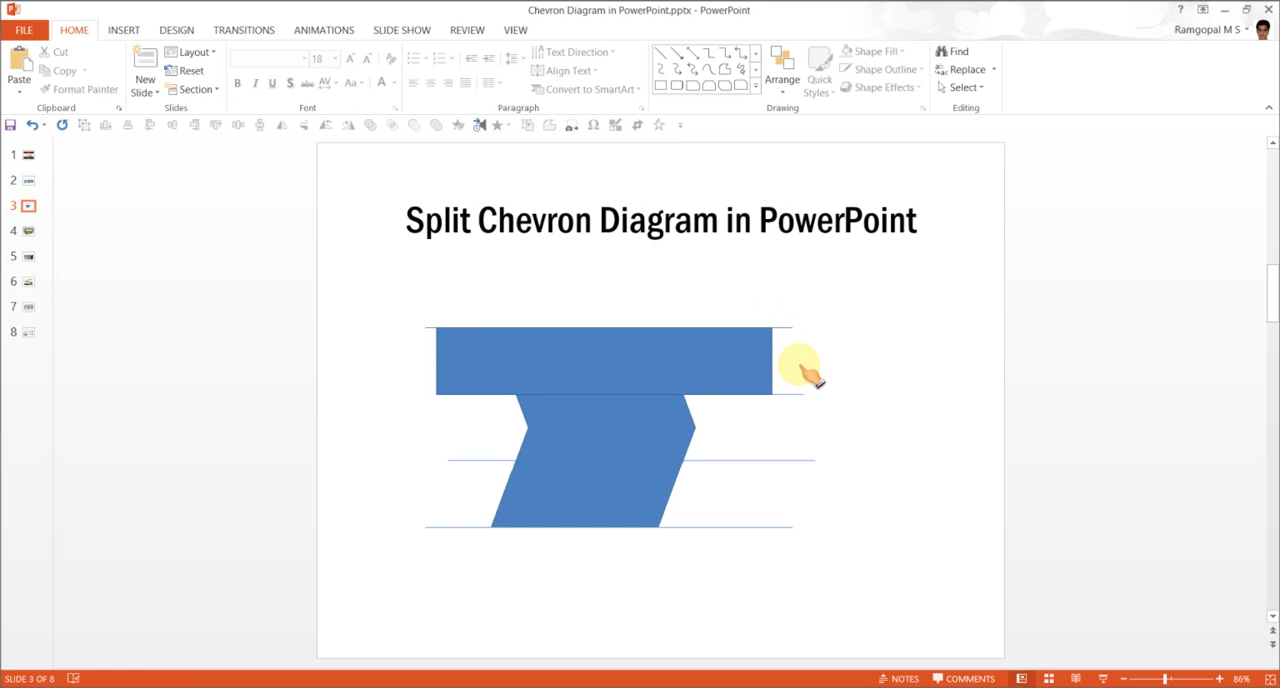 Chevron Diagram in PowerPoint.pptx - PowerPoint
?
FILE HOME INSERT DESIGN TRANSITIONS ANIMATIONS SLIDE SHOW REVIEW VIEW
Ramgopal M S
Paste
Cut
Copy
Format Painter
Clipboard
New
Slide
Layout
Reset
Section
Slides
18
B I U S abc AV Aa A
Font
Text Direction
Align Text
Convert to SmartArt
Paragraph
Arrange
Quick
Styles
Shape Fill
Shape Outline
Shape Effects
Drawing
Find
Replace
Select
Editing
1
2
3
4
5
6
7
8
Split Chevron Diagram in PowerPoint
SLIDE 3 OF 8
NOTES
COMMENTS
86%